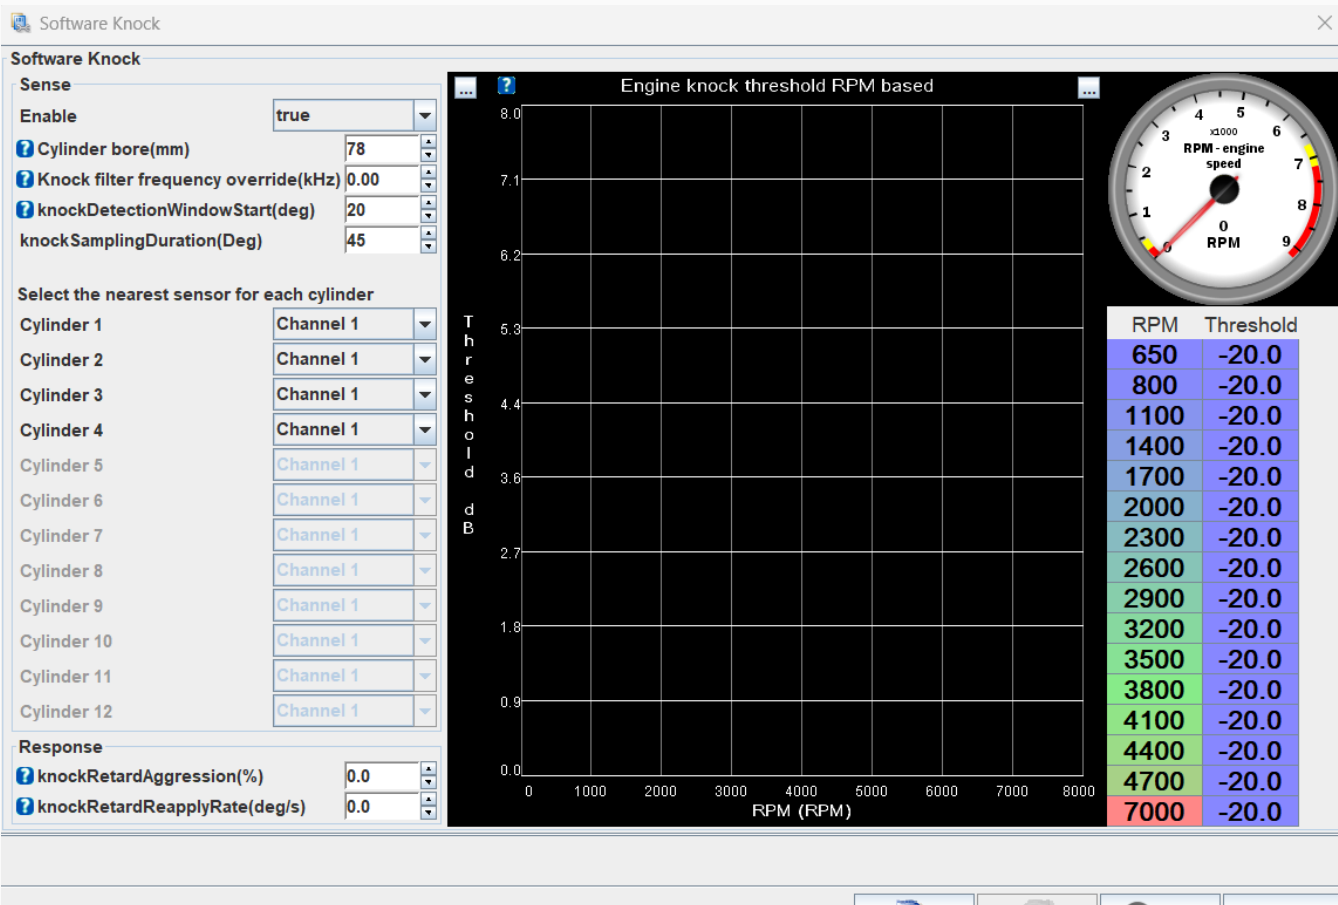 Software Knock
Software Knock
Sense
Enable true
Cylinder bore(mm) 78
Knock filter frequency override(kHz) 0.00
knockDetectionWindowStart(deg) 20
knockSamplingDuration(Deg) 45
Select the nearest sensor for each cylinder
Cylinder 1 Channel 1
Cylinder 2 Channel 1
Cylinder 3 Channel 1
Cylinder 4 Channel 1
Cylinder 5 Channel 1
Cylinder 6 Channel 1
Cylinder 7 Channel 1
Cylinder 8 Channel 1
Cylinder 9 Channel 1
Cylinder 10 Channel 1
Cylinder 11 Channel 1
Cylinder 12 Channel 1
Response
knockRetardAggression(%) 0.0
knockRetardReapplyRate(deg/s) 0.0
... ? Engine knock threshold RPM based ...
Threshold dB
8.0
7.1
6.2
5.3
4.4
3.6
2.7
1.8
0.9
0.0
0 1000 2000 3000 4000 5000 6000 7000 8000
RPM (RPM)
0 1 2 3 4 5 6 7 8 9
x1000
RPM - engine
speed
0
RPM
RPM Threshold
650 -20.0
800 -20.0
1100 -20.0
1400 -20.0
1700 -20.0
2000 -20.0
2300 -20.0
2600 -20.0
2900 -20.0
3200 -20.0
3500 -20.0
3800 -20.0
4100 -20.0
4400 -20.0
4700 -20.0
7000 -20.0